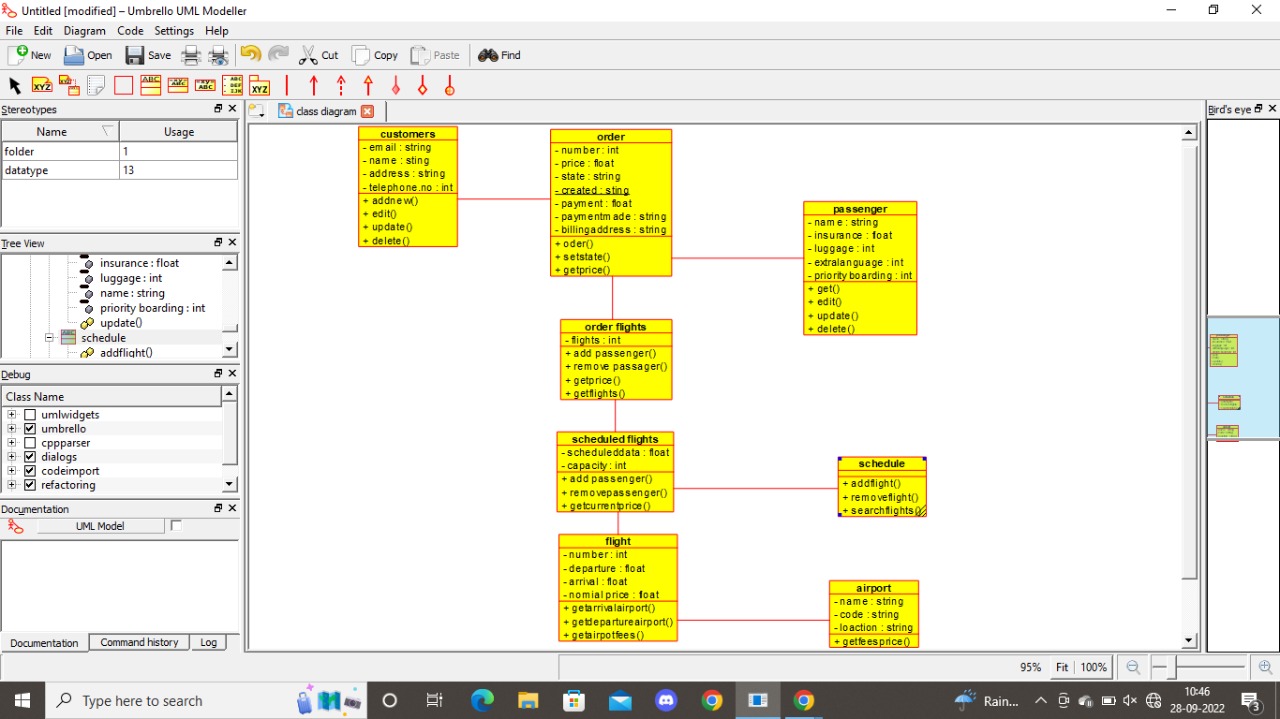 Untitled [modified] – Umbrello UML Modeller
File Edit Diagram Code Settings Help
New Open Save Cut Copy Paste Find
Stereotypes
Name Usage
folder 1
datatype 13
Tree View
insurance : float
luggage : int
name : string
priority boarding : int
update()
schedule
addflight()
Debug
Class Name
umlwidgets
umbrello
cppparser
dialogs
codeimport
refactoring
Documentation
UML Model
Documentation Command history Log
class diagram
customers
- email : string
- name : sting
- address : string
- telephone.no : int
+ addnew()
+ edit()
+ update()
+ delete()
order
- number : int
- price : float
- state : string
- created : sting
- payment : float
- paymentmade : string
- billingaddress : string
+ oder()
+ setstate()
+ getprice()
passenger
- name : string
- insurance : float
- luggage : int
- extralanguage : int
- priority boarding : int
+ get()
+ edit()
+ update()
+ delete()
order flights
- flights : int
+ add passenger()
+ remove passager()
+ getprice()
+ getflights()
scheduled flights
- scheduleddata : float
- capacity : int
+ add passenger()
+ removepassenger()
+ getcurrentprice()
schedule
+ addflight()
+ removeflight()
+ searchflights()
flight
- number : int
- departure : float
- arrival : float
- nomial price : float
+ getarrivalairport()
+ getdepartureairport()
+ getairpotfees()
airport
- name : string
- code : string
- loaction : string
+ getfeesprice()
Bird's eye
95% Fit 100%
Type here to search
Rain...
10:46
28-09-2022
3